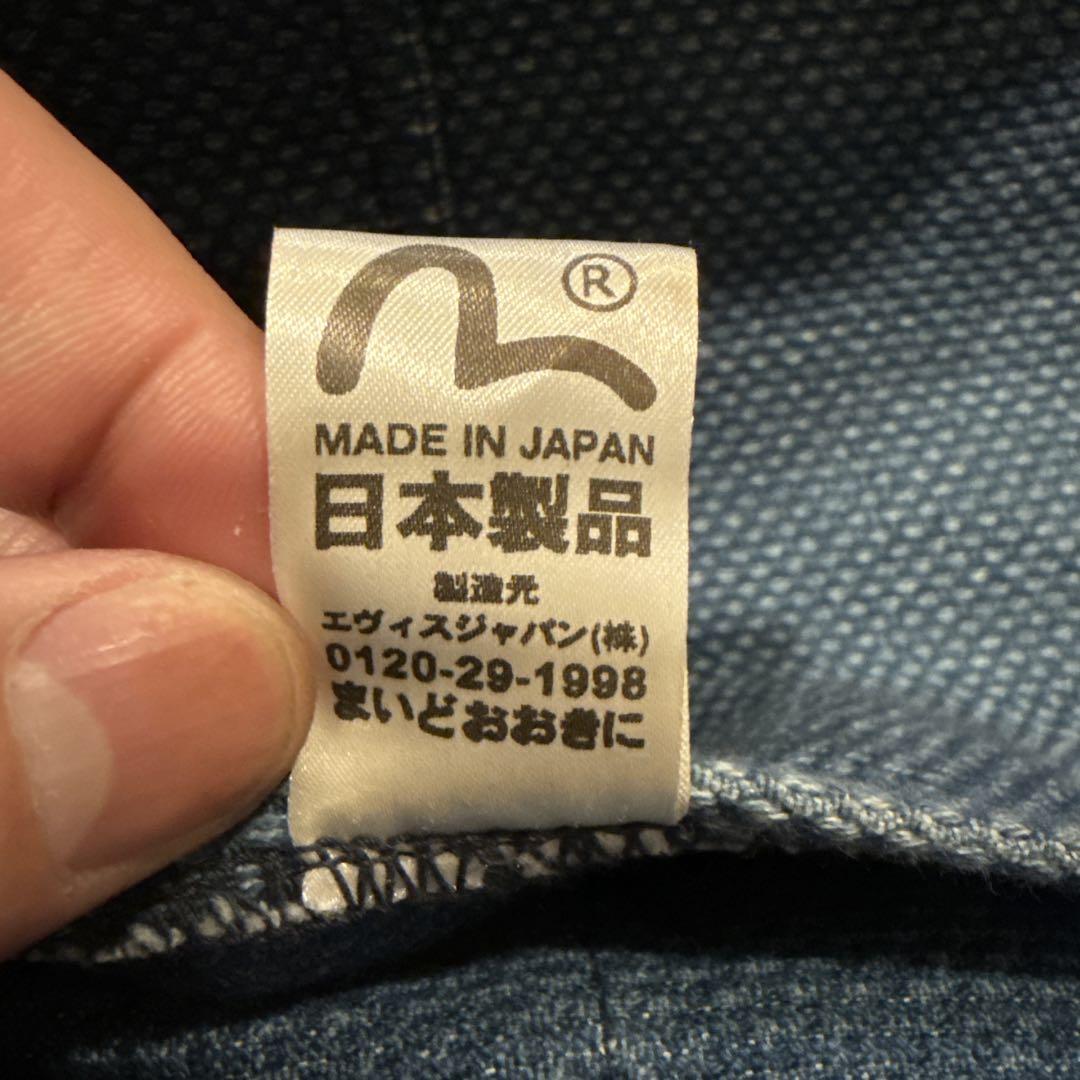 ®
MADE IN JAPAN
日本製品
製造元
エヴィスジャパン(株)
0120-29-1998
まいどおおきに